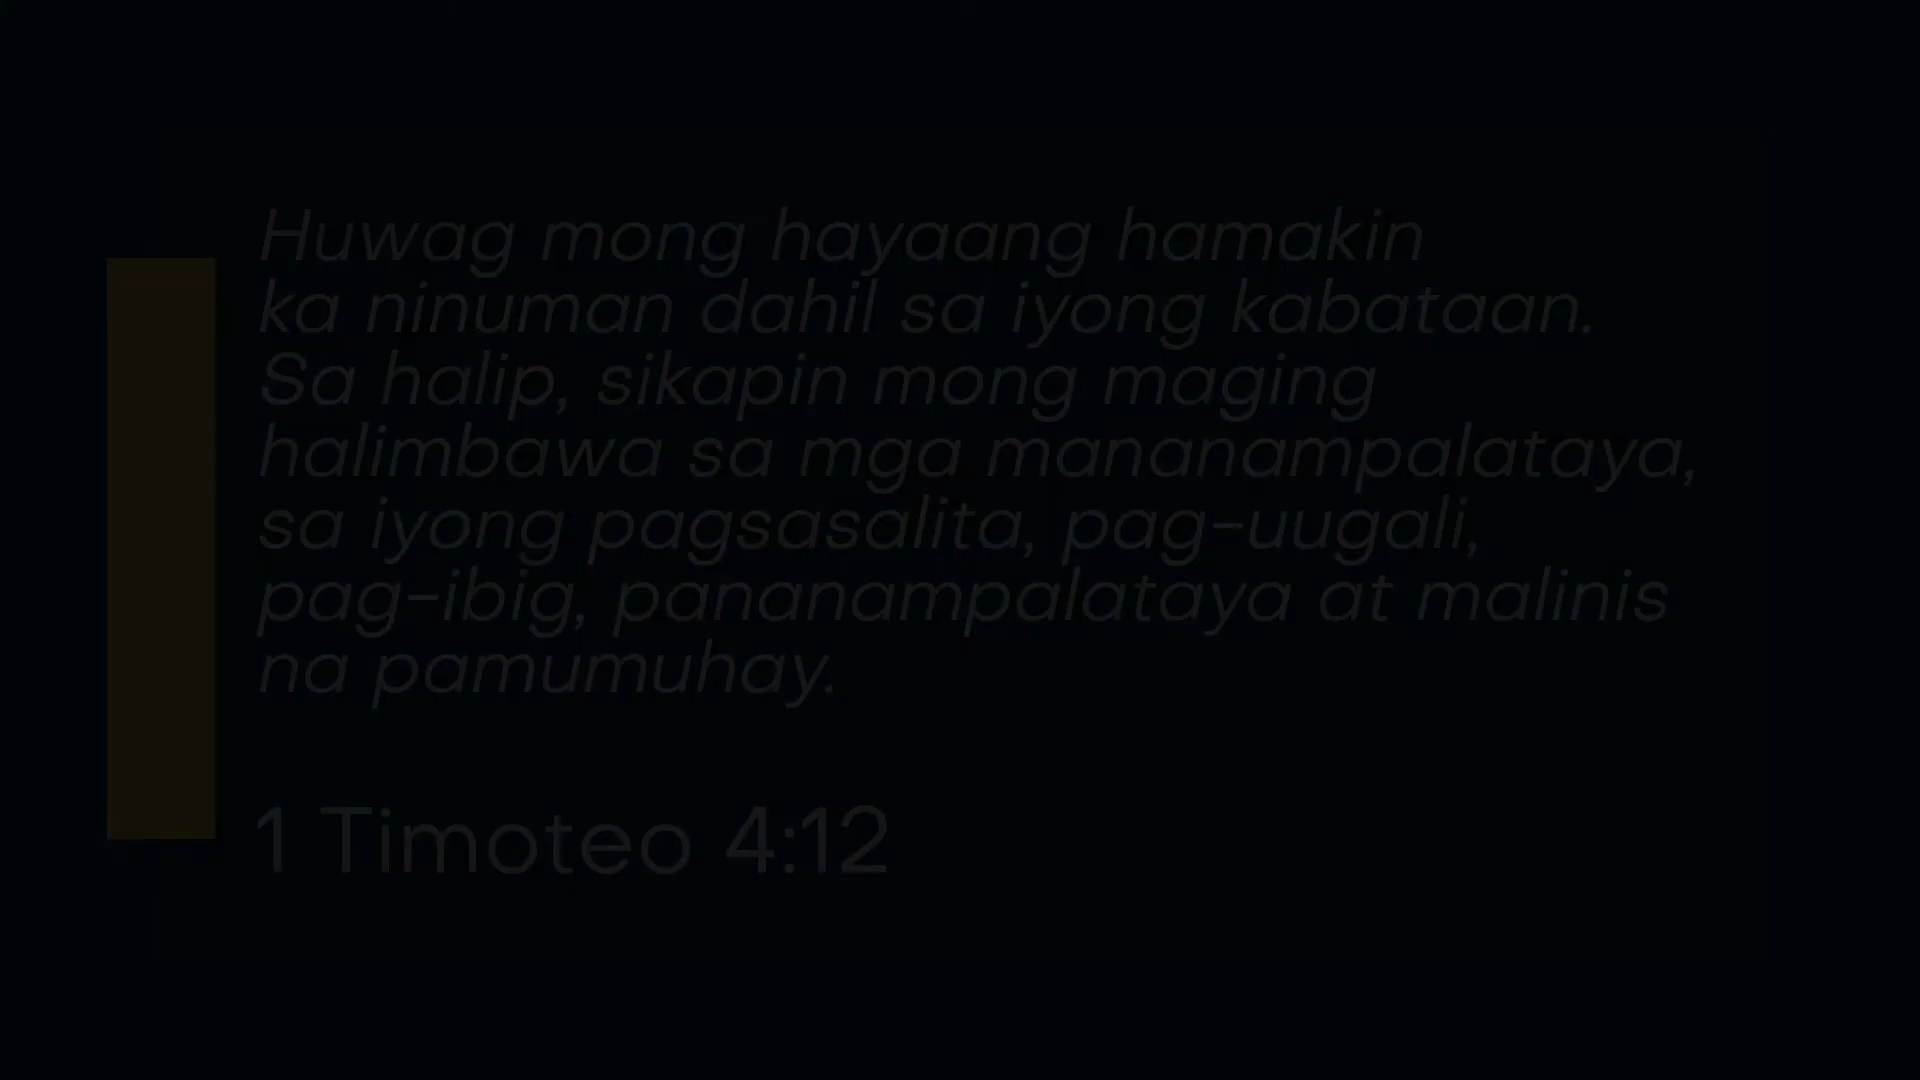 Huwag mong hayaang hamakin
ka ninuman dahil sa iyong kabataan.
Sa halip, sikapin mong maging
halimbawa sa mga mananampalataya,
sa iyong pagsasalita, pag-uugali,
pag-ibig, pananampalataya at malinis
na pamumuhay.
1 Timoteo 4:12